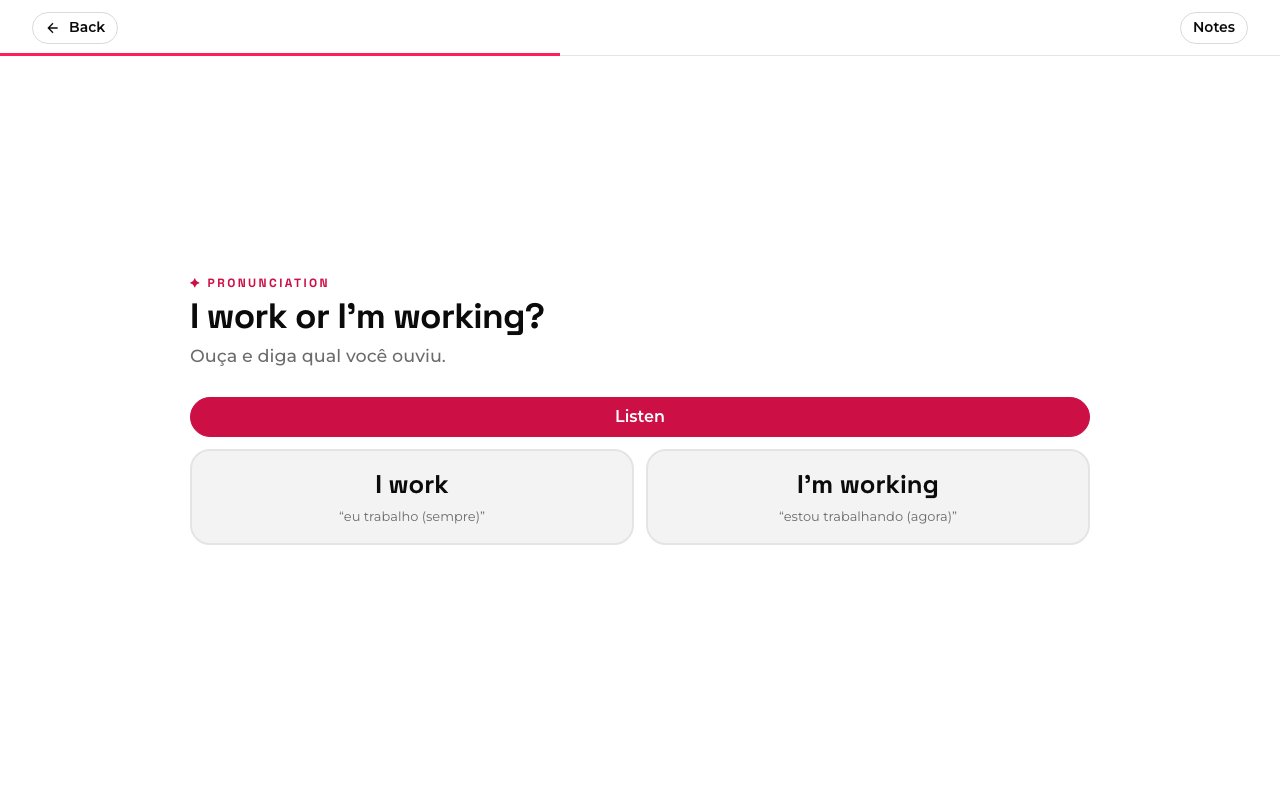 Back
Notes
PRONUNCIATION
I work or I’m working?
Ouça e diga qual você ouviu.
Listen
I work
“eu trabalho (sempre)”
I’m working
“estou trabalhando (agora)”